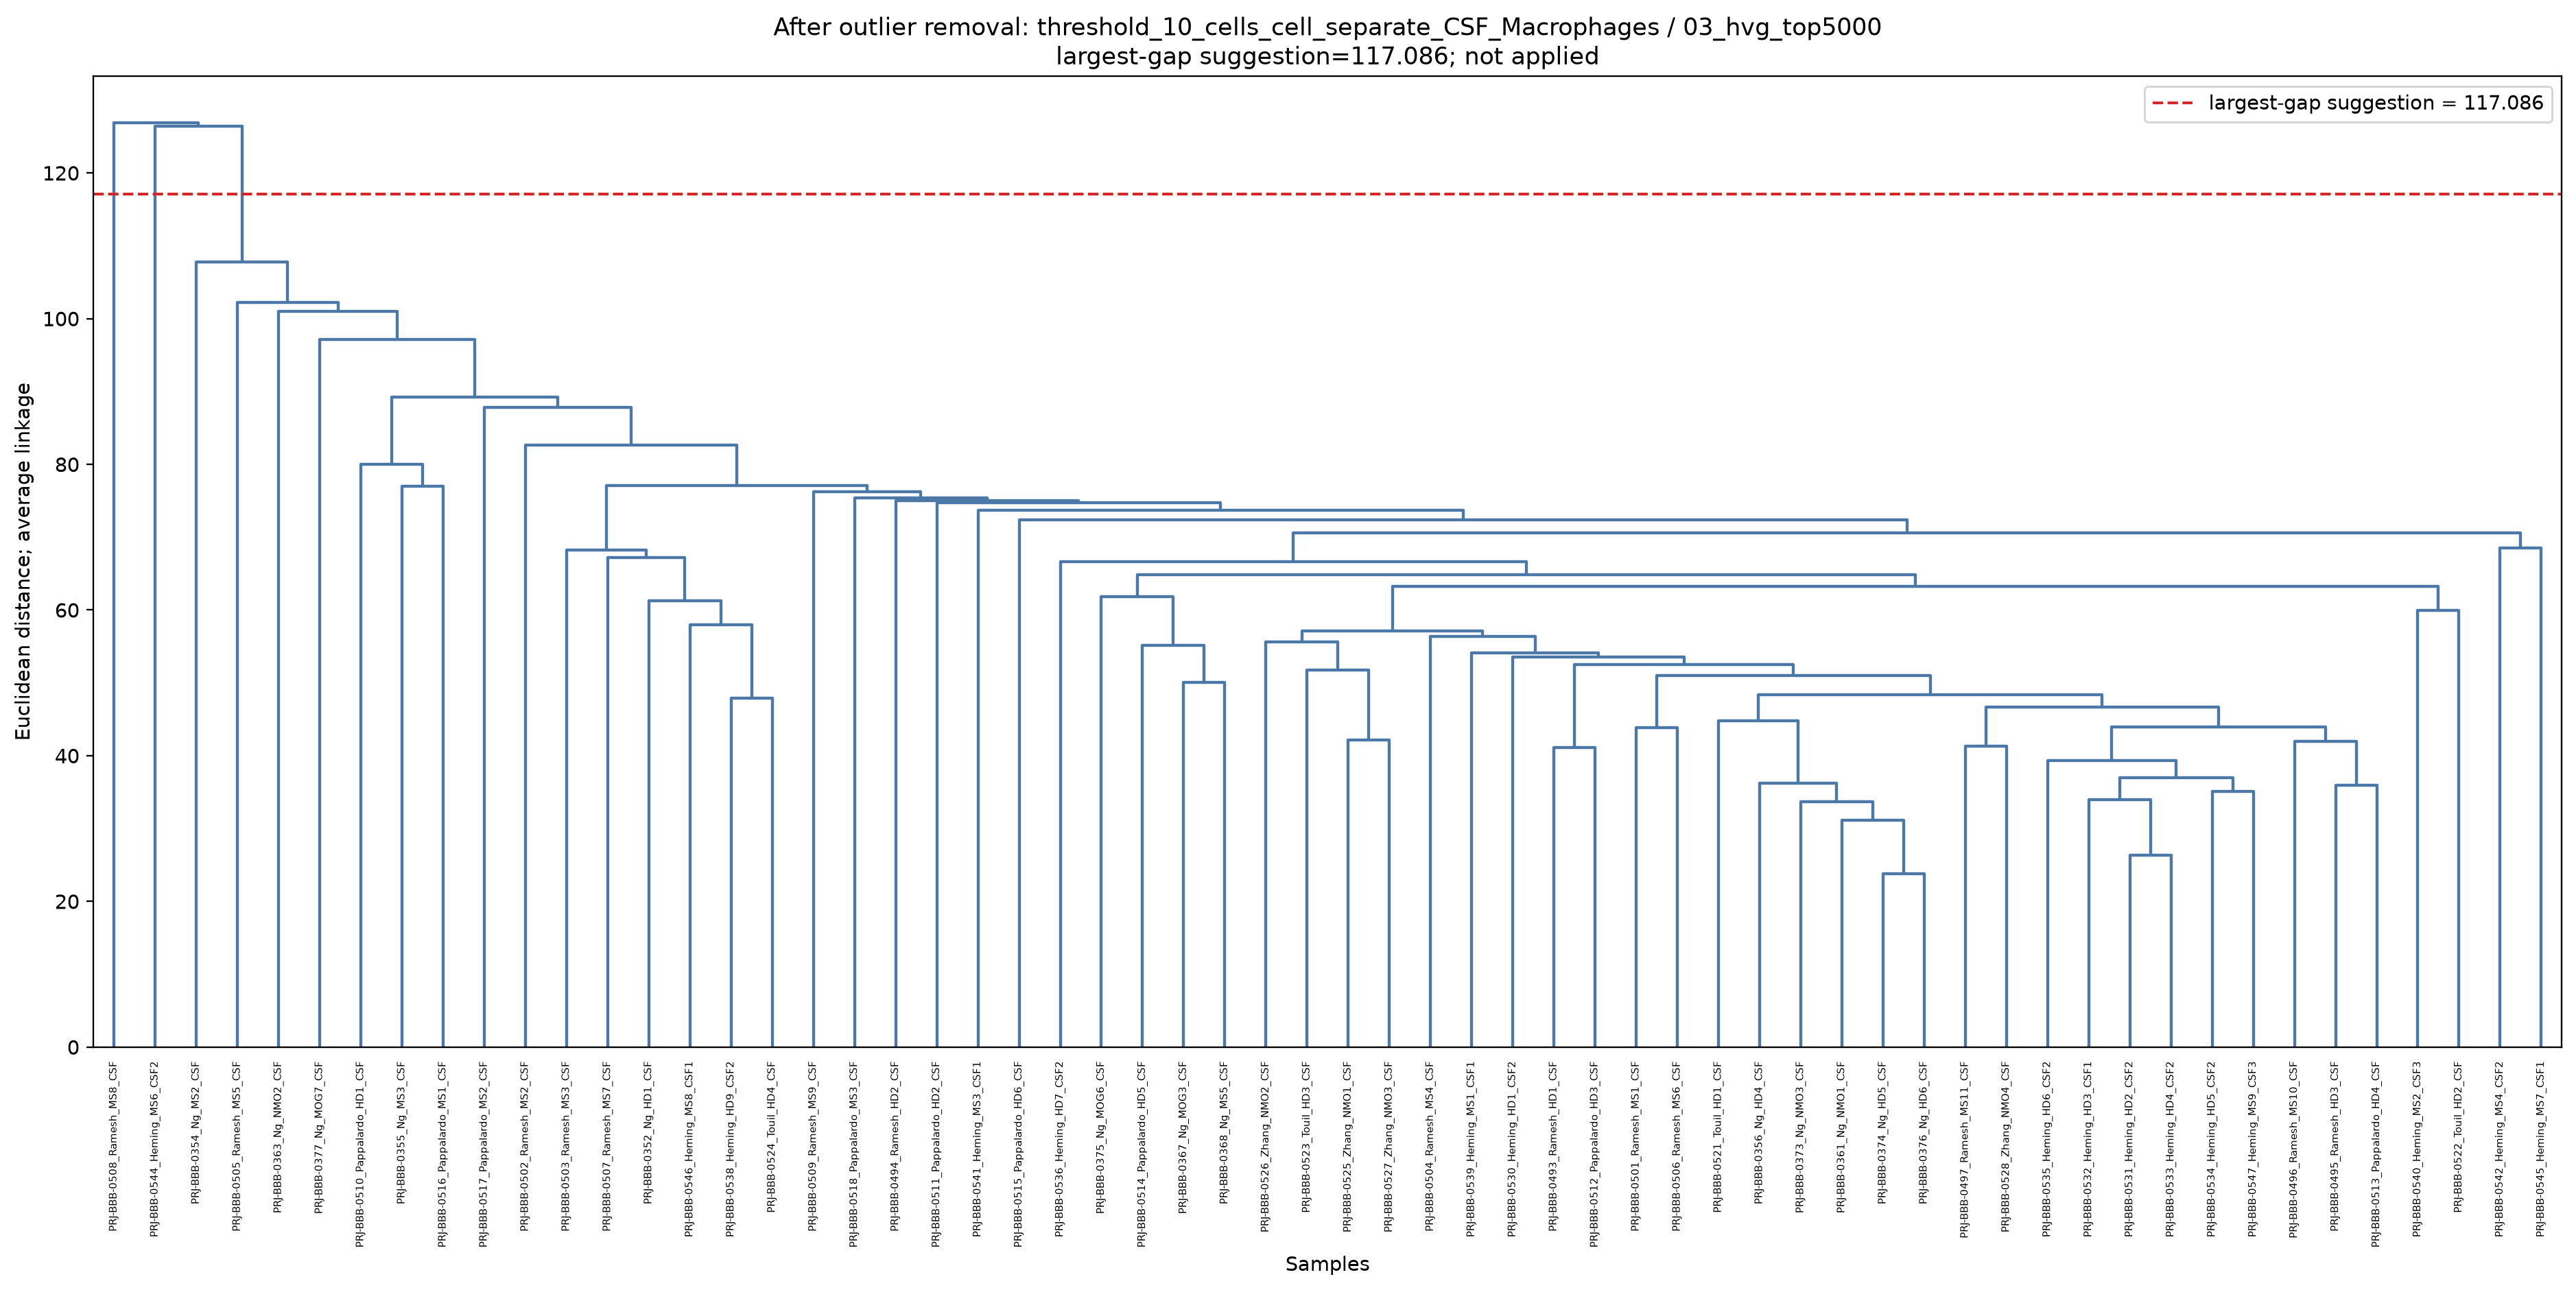 After outlier removal: threshold_10_cells_cell_separate_CSF_Macrophages / 03_hvg_top5000
largest-gap suggestion=117.086; not applied
largest-gap suggestion = 117.086
Euclidean distance; average linkage
120
100
80
60
40
20
0
PRJ-BBB-0508_Ramesh_MS8_CSF
PRJ-BBB-0544_Heming_MS6_CSF2
PRJ-BBB-0354_Ng_MS2_CSF
PRJ-BBB-0505_Ramesh_MS5_CSF
PRJ-BBB-0363_Ng_NMO2_CSF
PRJ-BBB-0377_Ng_MOG7_CSF
PRJ-BBB-0510_Pappalardo_HD1_CSF
PRJ-BBB-0355_Ng_MS3_CSF
PRJ-BBB-0516_Pappalardo_MS1_CSF
PRJ-BBB-0517_Pappalardo_MS2_CSF
PRJ-BBB-0502_Ramesh_MS2_CSF
PRJ-BBB-0503_Ramesh_MS3_CSF
PRJ-BBB-0507_Ramesh_MS7_CSF
PRJ-BBB-0352_Ng_HD1_CSF
PRJ-BBB-0546_Heming_MS8_CSF1
PRJ-BBB-0538_Heming_HD9_CSF2
PRJ-BBB-0524_Touil_HD4_CSF
PRJ-BBB-0509_Ramesh_MS9_CSF
PRJ-BBB-0518_Pappalardo_MS3_CSF
PRJ-BBB-0494_Ramesh_HD2_CSF
PRJ-BBB-0511_Pappalardo_HD2_CSF
PRJ-BBB-0541_Heming_MS3_CSF1
PRJ-BBB-0515_Pappalardo_HD6_CSF
PRJ-BBB-0536_Heming_HD7_CSF2
PRJ-BBB-0375_Ng_MOG6_CSF
PRJ-BBB-0514_Pappalardo_HD5_CSF
PRJ-BBB-0367_Ng_MOG3_CSF
PRJ-BBB-0368_Ng_MS5_CSF
PRJ-BBB-0526_Zhang_NMO2_CSF
PRJ-BBB-0523_Touil_HD3_CSF
PRJ-BBB-0525_Zhang_NMO1_CSF
PRJ-BBB-0527_Zhang_NMO3_CSF
PRJ-BBB-0504_Ramesh_MS4_CSF
PRJ-BBB-0539_Heming_MS1_CSF1
PRJ-BBB-0530_Heming_HD1_CSF2
PRJ-BBB-0493_Ramesh_HD1_CSF
PRJ-BBB-0512_Pappalardo_HD3_CSF
PRJ-BBB-0501_Ramesh_MS1_CSF
PRJ-BBB-0506_Ramesh_MS6_CSF
PRJ-BBB-0521_Touil_HD1_CSF
PRJ-BBB-0356_Ng_HD4_CSF
PRJ-BBB-0373_Ng_NMO3_CSF
PRJ-BBB-0361_Ng_NMO1_CSF
PRJ-BBB-0374_Ng_HD5_CSF
PRJ-BBB-0376_Ng_HD6_CSF
PRJ-BBB-0497_Ramesh_MS11_CSF
PRJ-BBB-0528_Zhang_NMO4_CSF
PRJ-BBB-0535_Heming_HD6_CSF2
PRJ-BBB-0532_Heming_HD3_CSF1
PRJ-BBB-0531_Heming_HD2_CSF2
PRJ-BBB-0533_Heming_HD4_CSF2
PRJ-BBB-0534_Heming_HD5_CSF2
PRJ-BBB-0547_Heming_MS9_CSF3
PRJ-BBB-0496_Ramesh_MS10_CSF
PRJ-BBB-0495_Ramesh_HD3_CSF
PRJ-BBB-0513_Pappalardo_HD4_CSF
PRJ-BBB-0540_Heming_MS2_CSF3
PRJ-BBB-0522_Touil_HD2_CSF
PRJ-BBB-0542_Heming_MS4_CSF2
PRJ-BBB-0545_Heming_MS7_CSF1
Samples